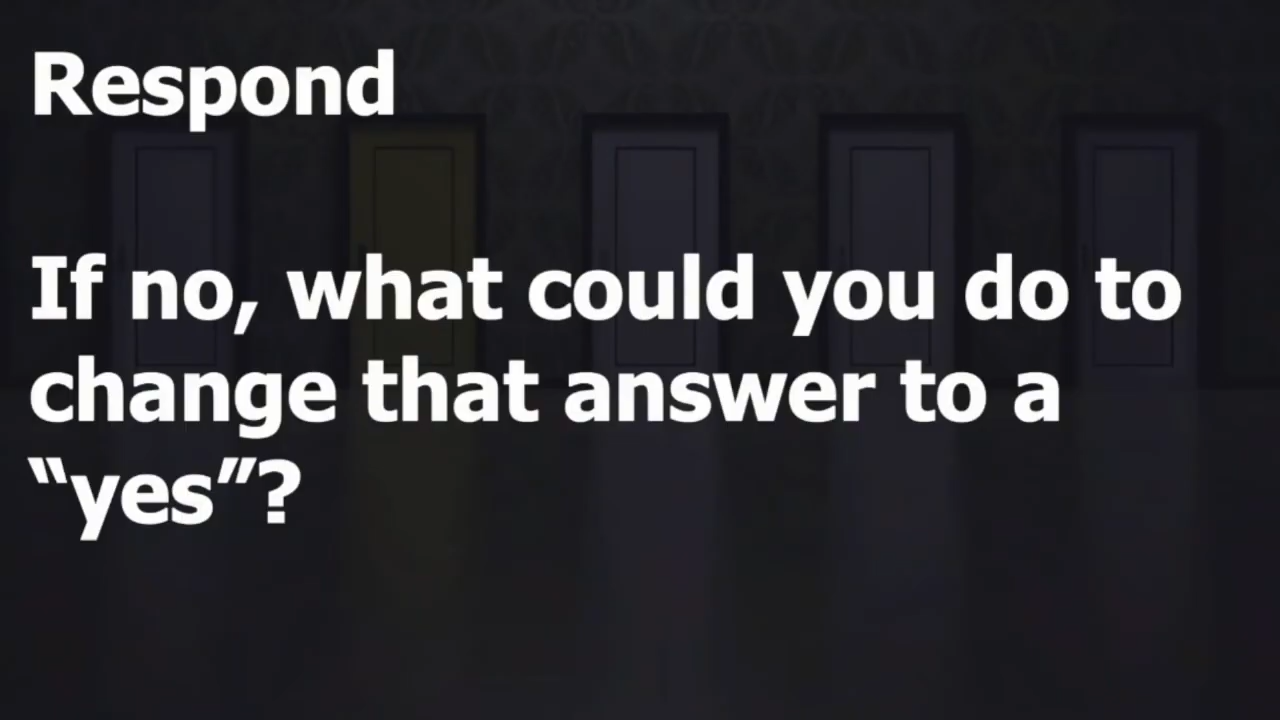 Respond
If no, what could you do to
change that answer to a
“yes”?